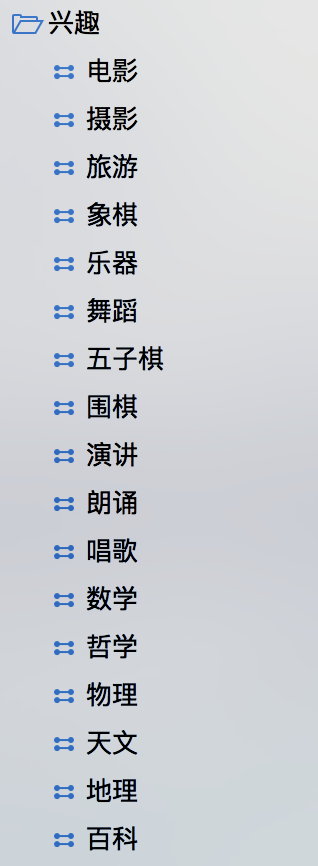 兴趣
电影
摄影
旅游
象棋
乐器
舞蹈
五子棋
围棋
演讲
朗诵
唱歌
数学
哲学
物理
天文
地理
百科